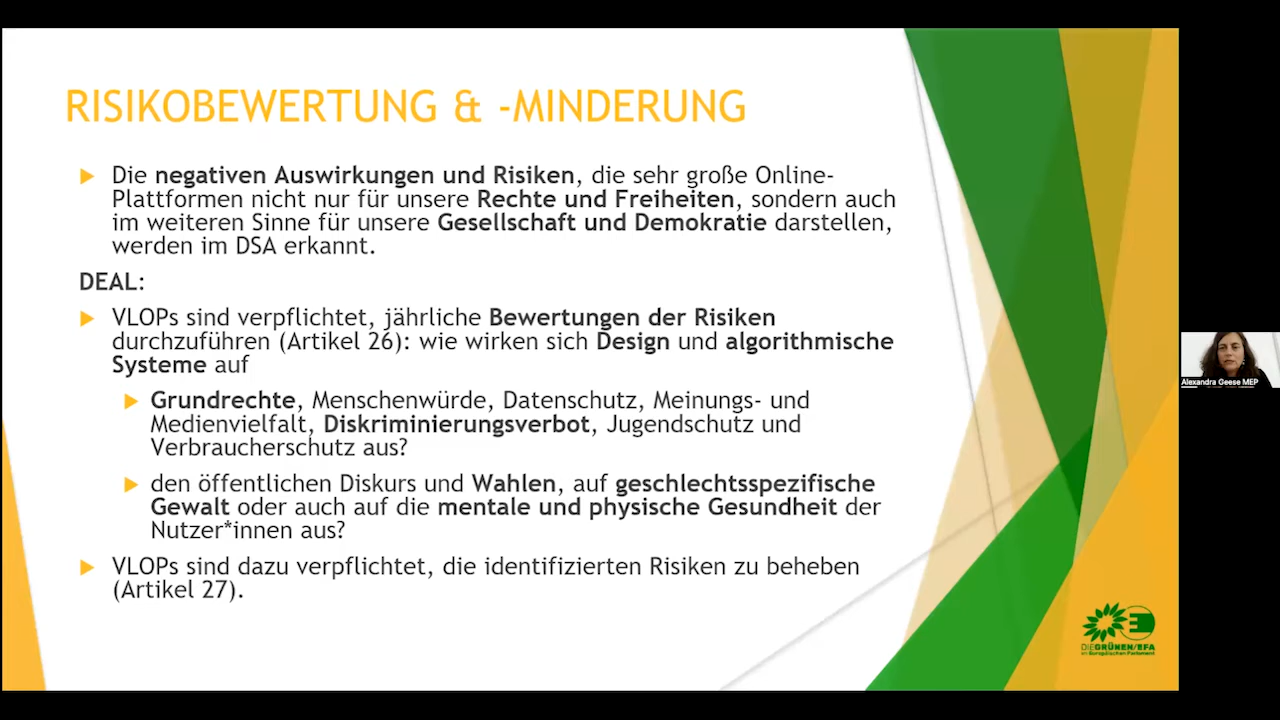 RISIKOBEWERTUNG & -MINDERUNG
Die negativen Auswirkungen und Risiken, die sehr große Online-
Plattformen nicht nur für unsere Rechte und Freiheiten, sondern auch
im weiteren Sinne für unsere Gesellschaft und Demokratie darstellen,
werden im DSA erkannt.
DEAL:
VLOPs sind verpflichtet, jährliche Bewertungen der Risiken
durchzuführen (Artikel 26): wie wirken sich Design und algorithmische
Systeme auf
Grundrechte, Menschenwürde, Datenschutz, Meinungs- und
Medienvielfalt, Diskriminierungsverbot, Jugendschutz und
Verbraucherschutz aus?
den öffentlichen Diskurs und Wahlen, auf geschlechtsspezifische
Gewalt oder auch auf die mentale und physische Gesundheit der
Nutzer*innen aus?
VLOPs sind dazu verpflichtet, die identifizierten Risiken zu beheben
(Artikel 27).
Alexandra Geese MEP
DIEGRÜNEN/EFA
im Europäischen Parlament